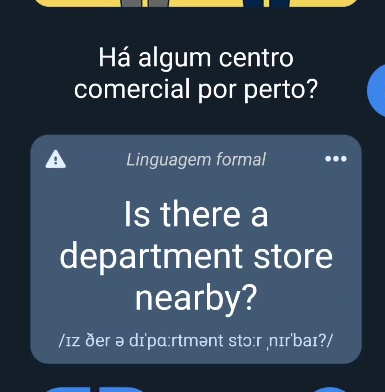 Há algum centro
comercial por perto?
Linguagem formal
Is there a
department store
nearby?
/ɪz ðer ə dɪˈpɑːrtmənt stɔːr ˌnɪrˈbaɪ?/